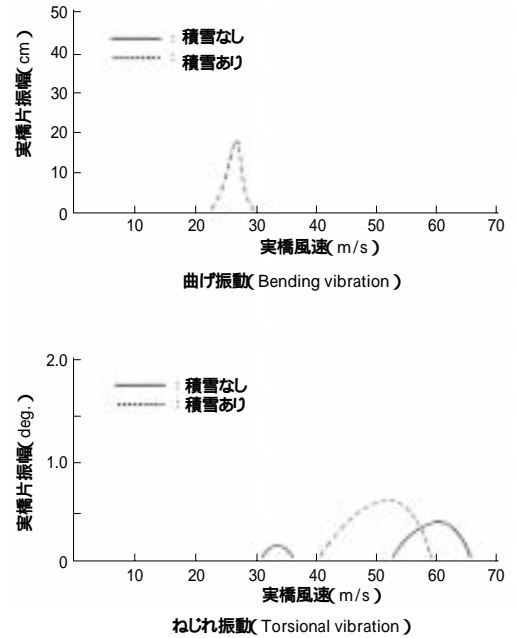 50
40
30
20
10
0
実橋片振幅(cm)
：積雪なし
：積雪あり
10 20 30 40 50 60 70
実橋風速(m/s)
曲げ振動(Bending vibration)
2.0
1.0
0
実橋片振幅(deg.)
：積雪なし
：積雪あり
10 20 30 40 50 60 70
実橋風速(m/s)
ねじれ振動(Torsional vibration)